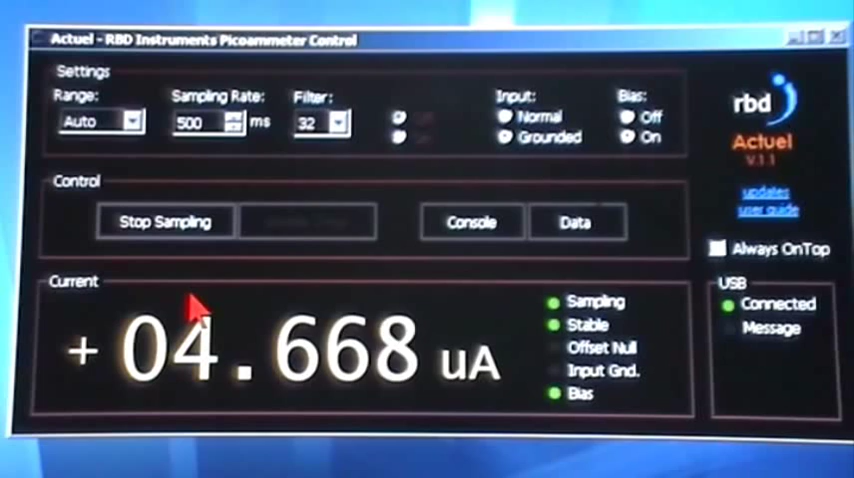 Actuel - RBD Instruments Picoammeter Control
Settings
Range: Sampling Rate: Filter: Input: Bias:
Auto 500 ms 32 Normal Off
Grounded On
rbd
Actuel
V.1.1
updates
user guide
Control
Stop Sampling Console Data
Always OnTop
Current
+ 04.668 uA
Sampling
Stable
Offset Null
Input Gnd.
Bias
USB
Connected
Message